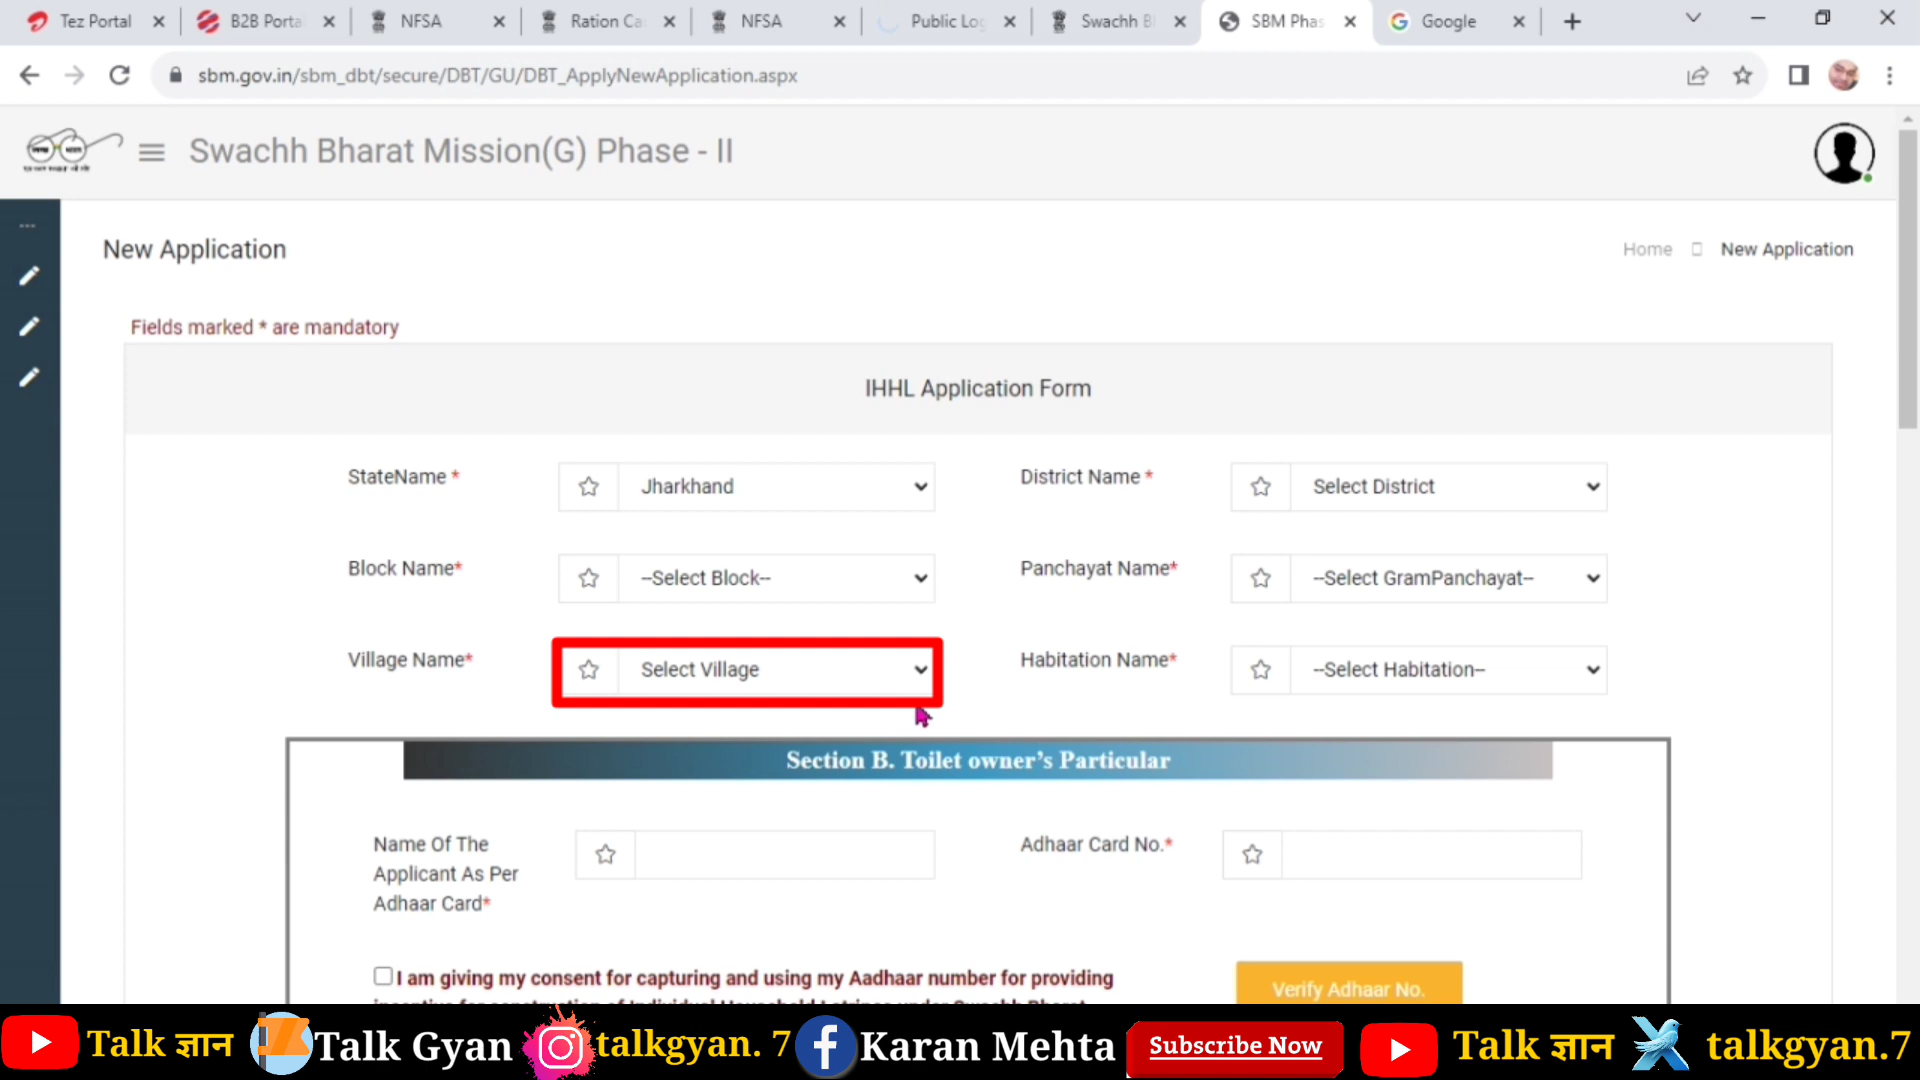 Tez Portal
B2B Porta
NFSA
Ration Ca
NFSA
Public Log
Swachh B
SBM Phas
Google
sbm.gov.in/sbm_dbt/secure/DBT/GU/DBT_ApplyNewApplication.aspx
Swachh Bharat Mission(G) Phase - II
New Application
Home New Application
Fields marked * are mandatory
IHHL Application Form
StateName * Jharkhand District Name * Select District
Block Name* --Select Block-- Panchayat Name* --Select GramPanchayat--
Village Name* Select Village Habitation Name* --Select Habitation--
Section B. Toilet owner's Particular
Name Of The Adhaar Card No.*
Applicant As Per
Adhaar Card*
I am giving my consent for capturing and using my Aadhaar number for providing
Verify Adhaar No.
Talk ज्ञान Talk Gyan talkgyan. 7 Karan Mehta Subscribe Now Talk ज्ञान talkgyan.7